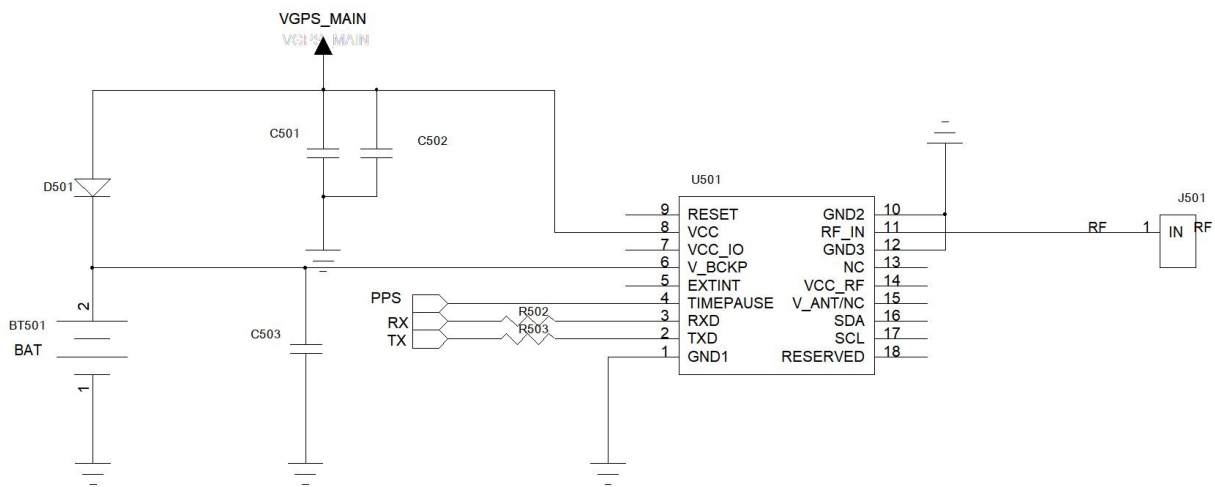 VGPS_MAIN
VGPS_MAIN
C501
C502
D501
U501
J501
9 RESET GND2 10
8 VCC RF_IN 11 RF 1 IN RF
7 VCC_IO GND3 12
6 V_BCKP NC 13
5 EXTINT VCC_RF 14
PPS 4 TIMEPAUSE V_ANT/NC 15
RX R502 3 RXD SDA 16
TX R503 2 TXD SCL 17
1 GND1 RESERVED 18
2
BT501
BAT
1
C503